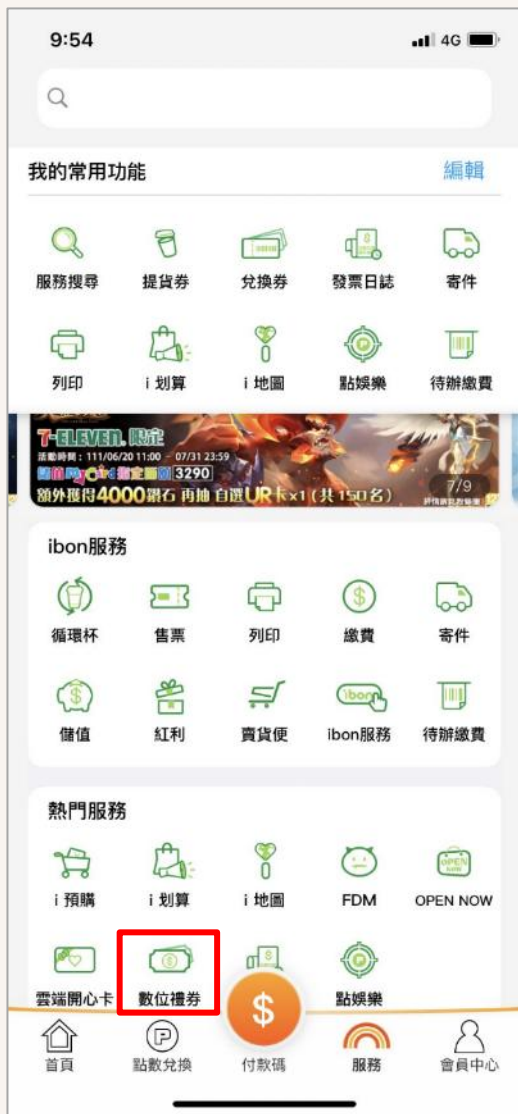 9:54 4G
我的常用功能 編輯
服務搜尋 提貨券 兌換券 發票日誌 寄件
列印 i 划算 i 地圖 點娛樂 待辦繳費
7-ELEVEN. 限定
活動時間：111/06/20 11:00 - 07/31 23:59
3290
額外獲得4000鑽石 再抽 自選UR卡x1 (共150名)
7/9
ibon服務
循環杯 售票 列印 繳費 寄件
儲值 紅利 賣貨便 ibon服務 待辦繳費
熱門服務
i 預購 i 划算 i 地圖 FDM OPEN NOW
雲端開心卡 數位禮券 點娛樂
首頁 點數兌換 付款碼 服務 會員中心